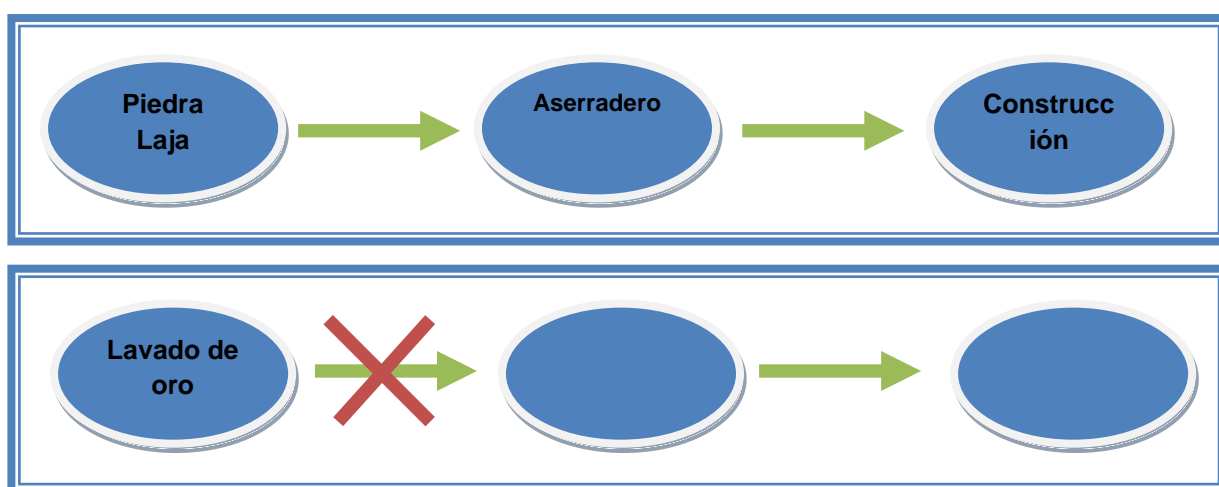 Piedra
Laja
Aserradero
Construcc
ión
Lavado de
oro